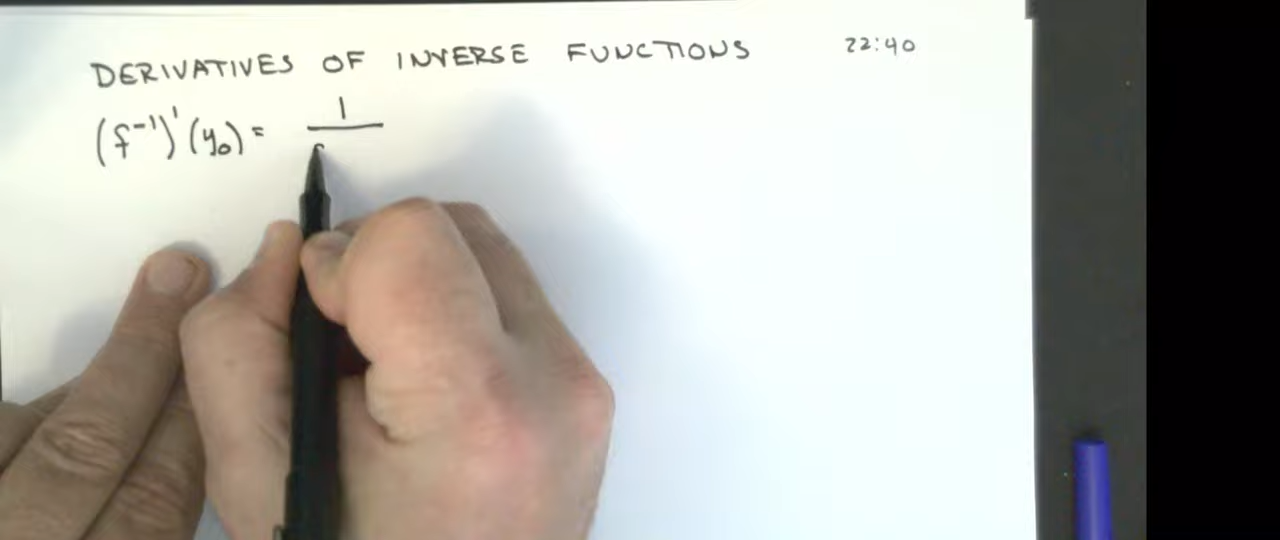 DERIVATIVES OF INVERSE FUNCTIONS 22:40
(f⁻¹)'(y₀) = 1/